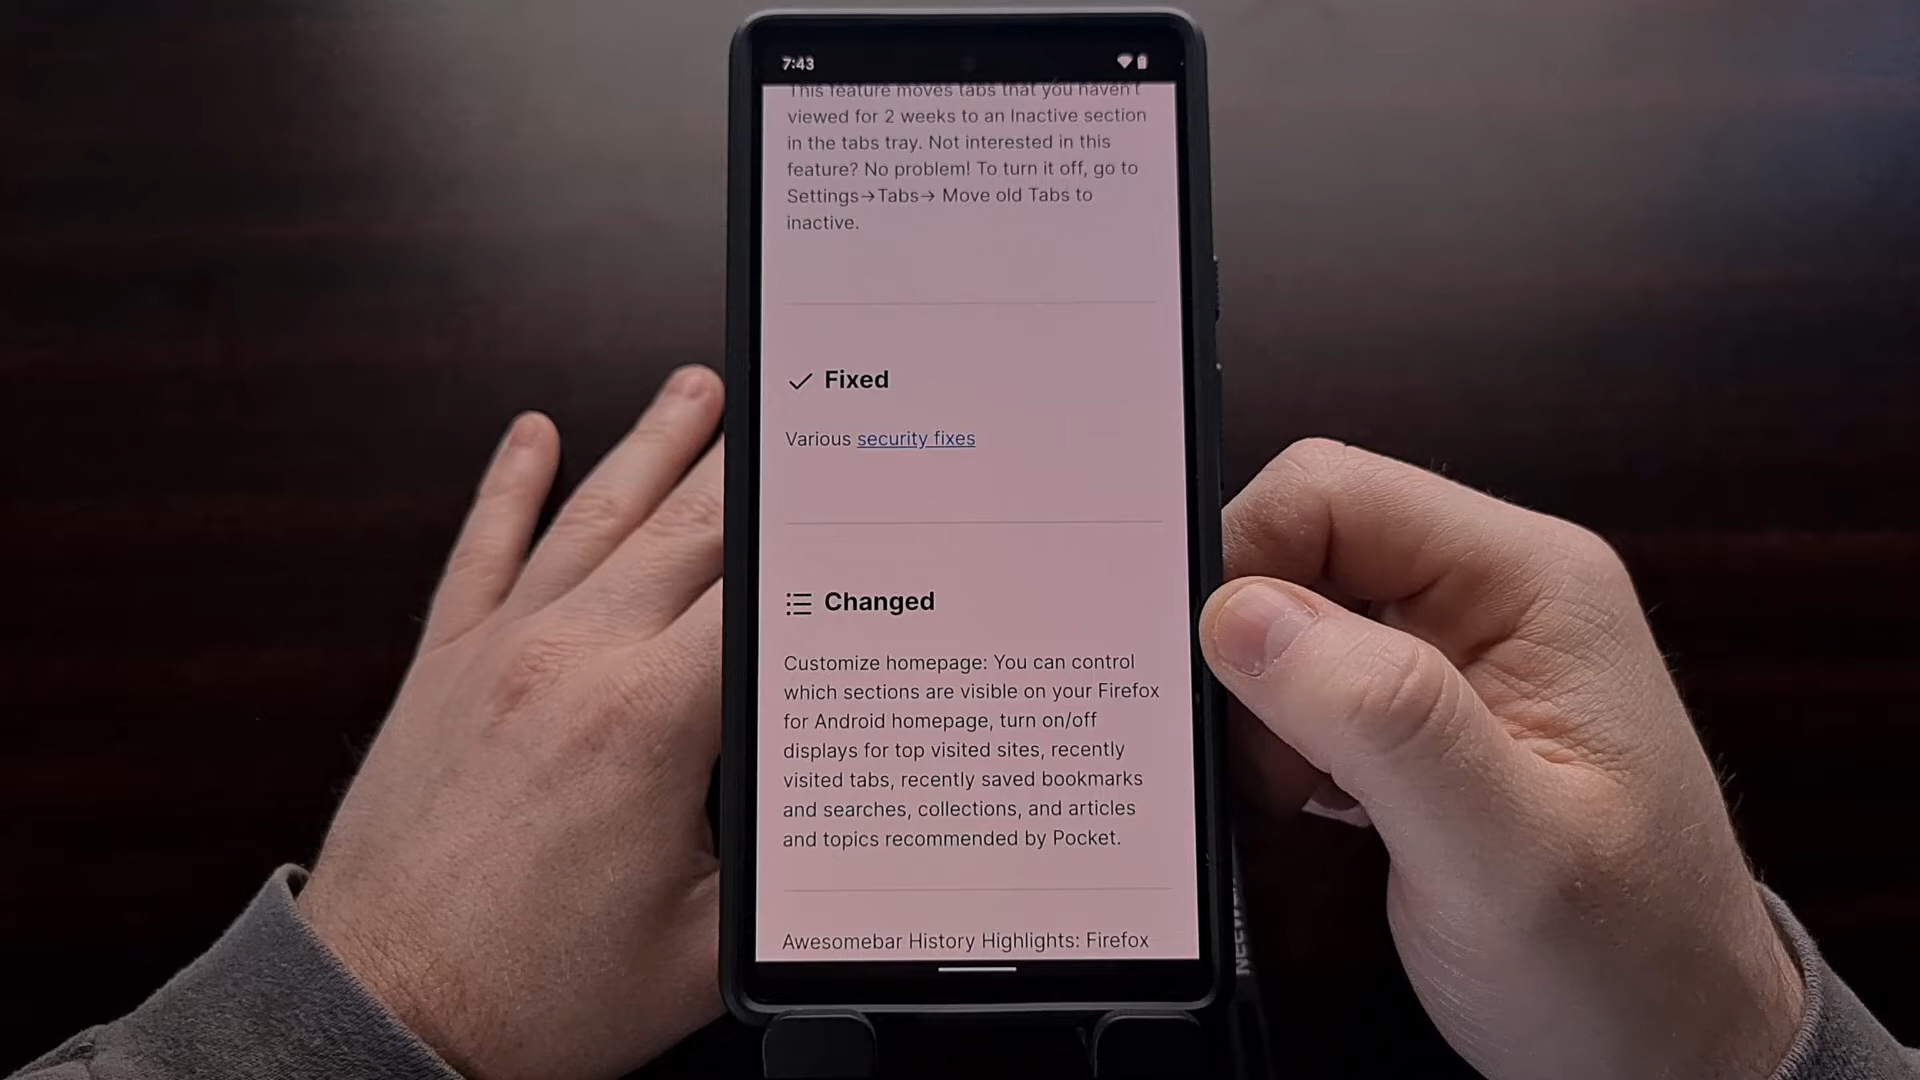 7:43
This feature moves tabs that you haven't
viewed for 2 weeks to an Inactive section
in the tabs tray. Not interested in this
feature? No problem! To turn it off, go to
Settings→Tabs→ Move old Tabs to
inactive.
Fixed
Various security fixes
Changed
Customize homepage: You can control
which sections are visible on your Firefox
for Android homepage, turn on/off
displays for top visited sites, recently
visited tabs, recently saved bookmarks
and searches, collections, and articles
and topics recommended by Pocket.
Awesomebar History Highlights: Firefox